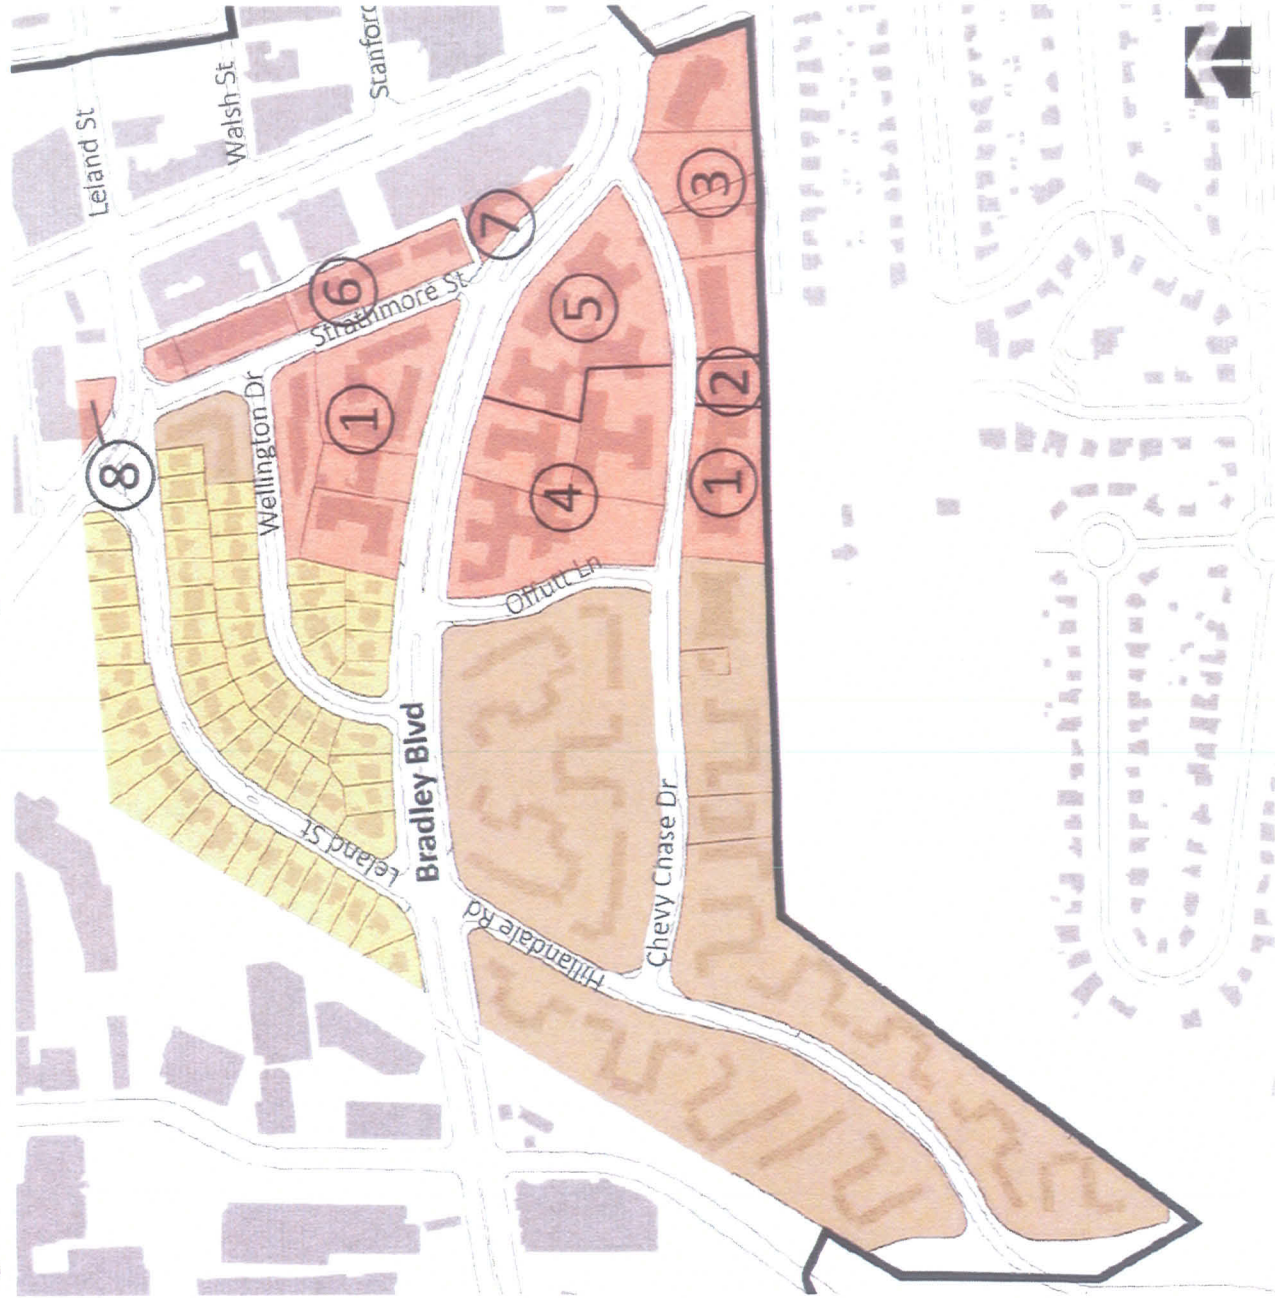 Leland St
Walsh St
Stanford
8
6
7
Strathmore St
Wellington Dr
1
5
3
4
2
1
Offutt Ln
Bradley Blvd
Leland St
Chevy Chase Dr
Hillandale Rd